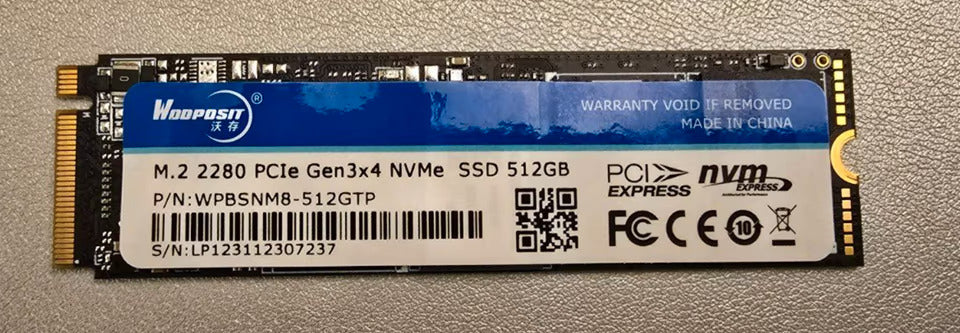 WODPOSIT®
沃存
WARRANTY VOID IF REMOVED
MADE IN CHINA
M.2 2280 PCIe Gen3x4 NVMe SSD 512GB
P/N:WPBSNM8-512GTP
S/N:LP123112307237
PCI EXPRESS
nvm EXPRESS
FC CE 10